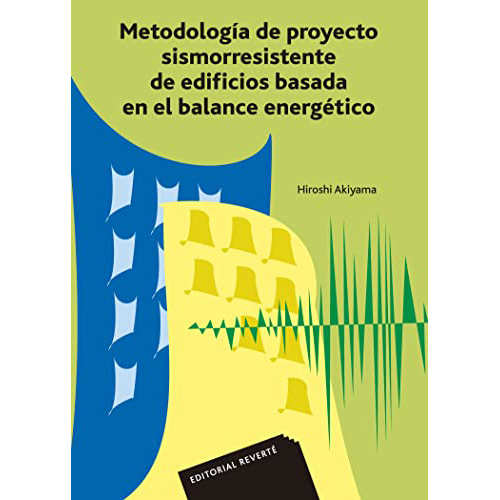 Metodología de proyecto
sismorresistente
de edificios basada
en el balance energético
Hiroshi Akiyama
EDITORIAL REVERTÉ